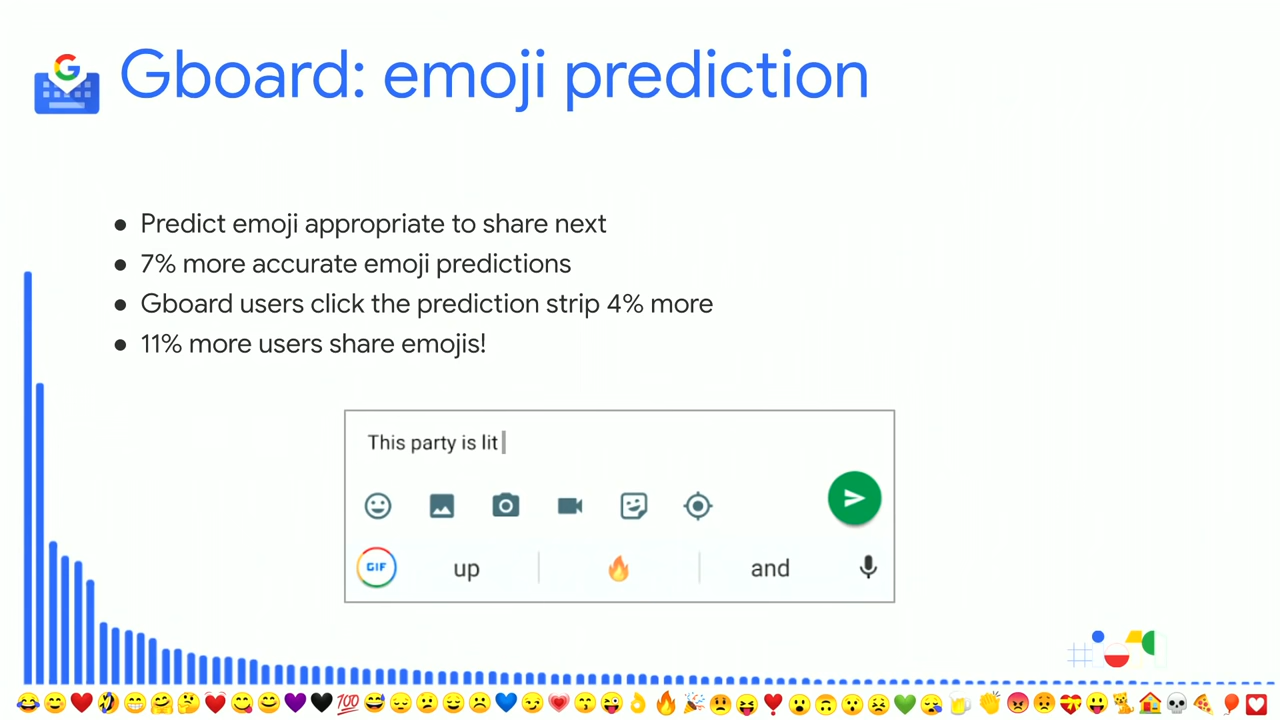 Gboard: emoji prediction
● Predict emoji appropriate to share next
● 7% more accurate emoji predictions
● Gboard users click the prediction strip 4% more
● 11% more users share emojis!
This party is lit
GIF up 🔥 and